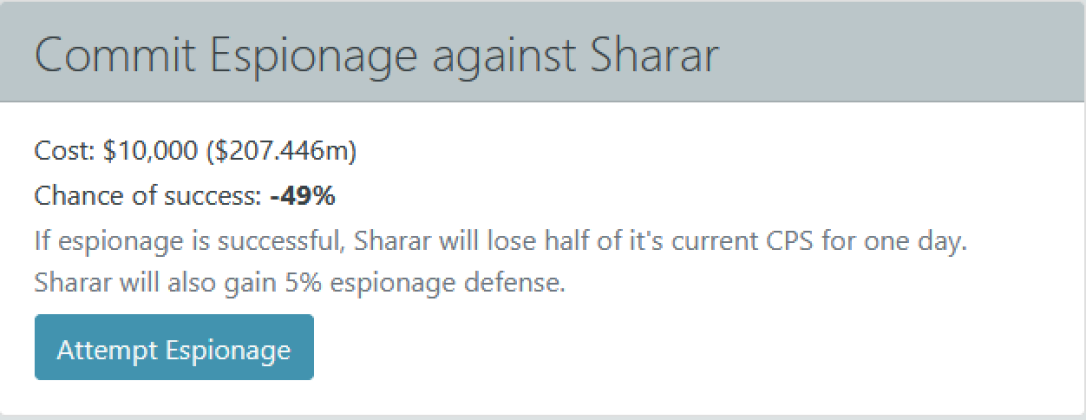 Commit Espionage against Sharar
Cost: $10,000 ($207.446m)
Chance of success: -49%
If espionage is successful, Sharar will lose half of it's current CPS for one day.
Sharar will also gain 5% espionage defense.
Attempt Espionage